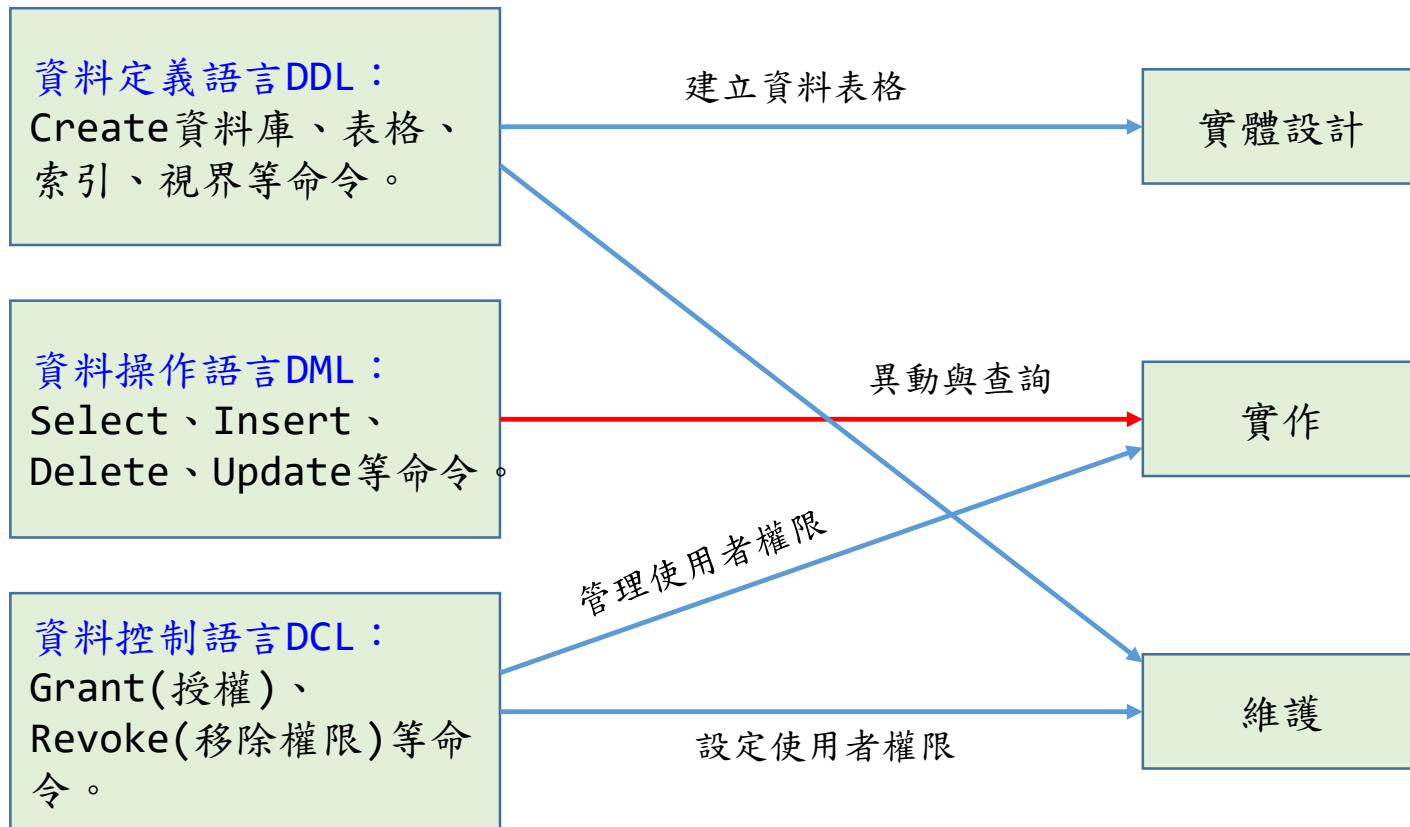 資料定義語言DDL：
Create資料庫、表格、
索引、視界等命令。
建立資料表格
實體設計
資料操作語言DML：
Select、Insert、
Delete、Update等命令。
異動與查詢
實作
管理使用者權限
資料控制語言DCL：
Grant(授權)、
Revoke(移除權限)等命
令。
設定使用者權限
維護